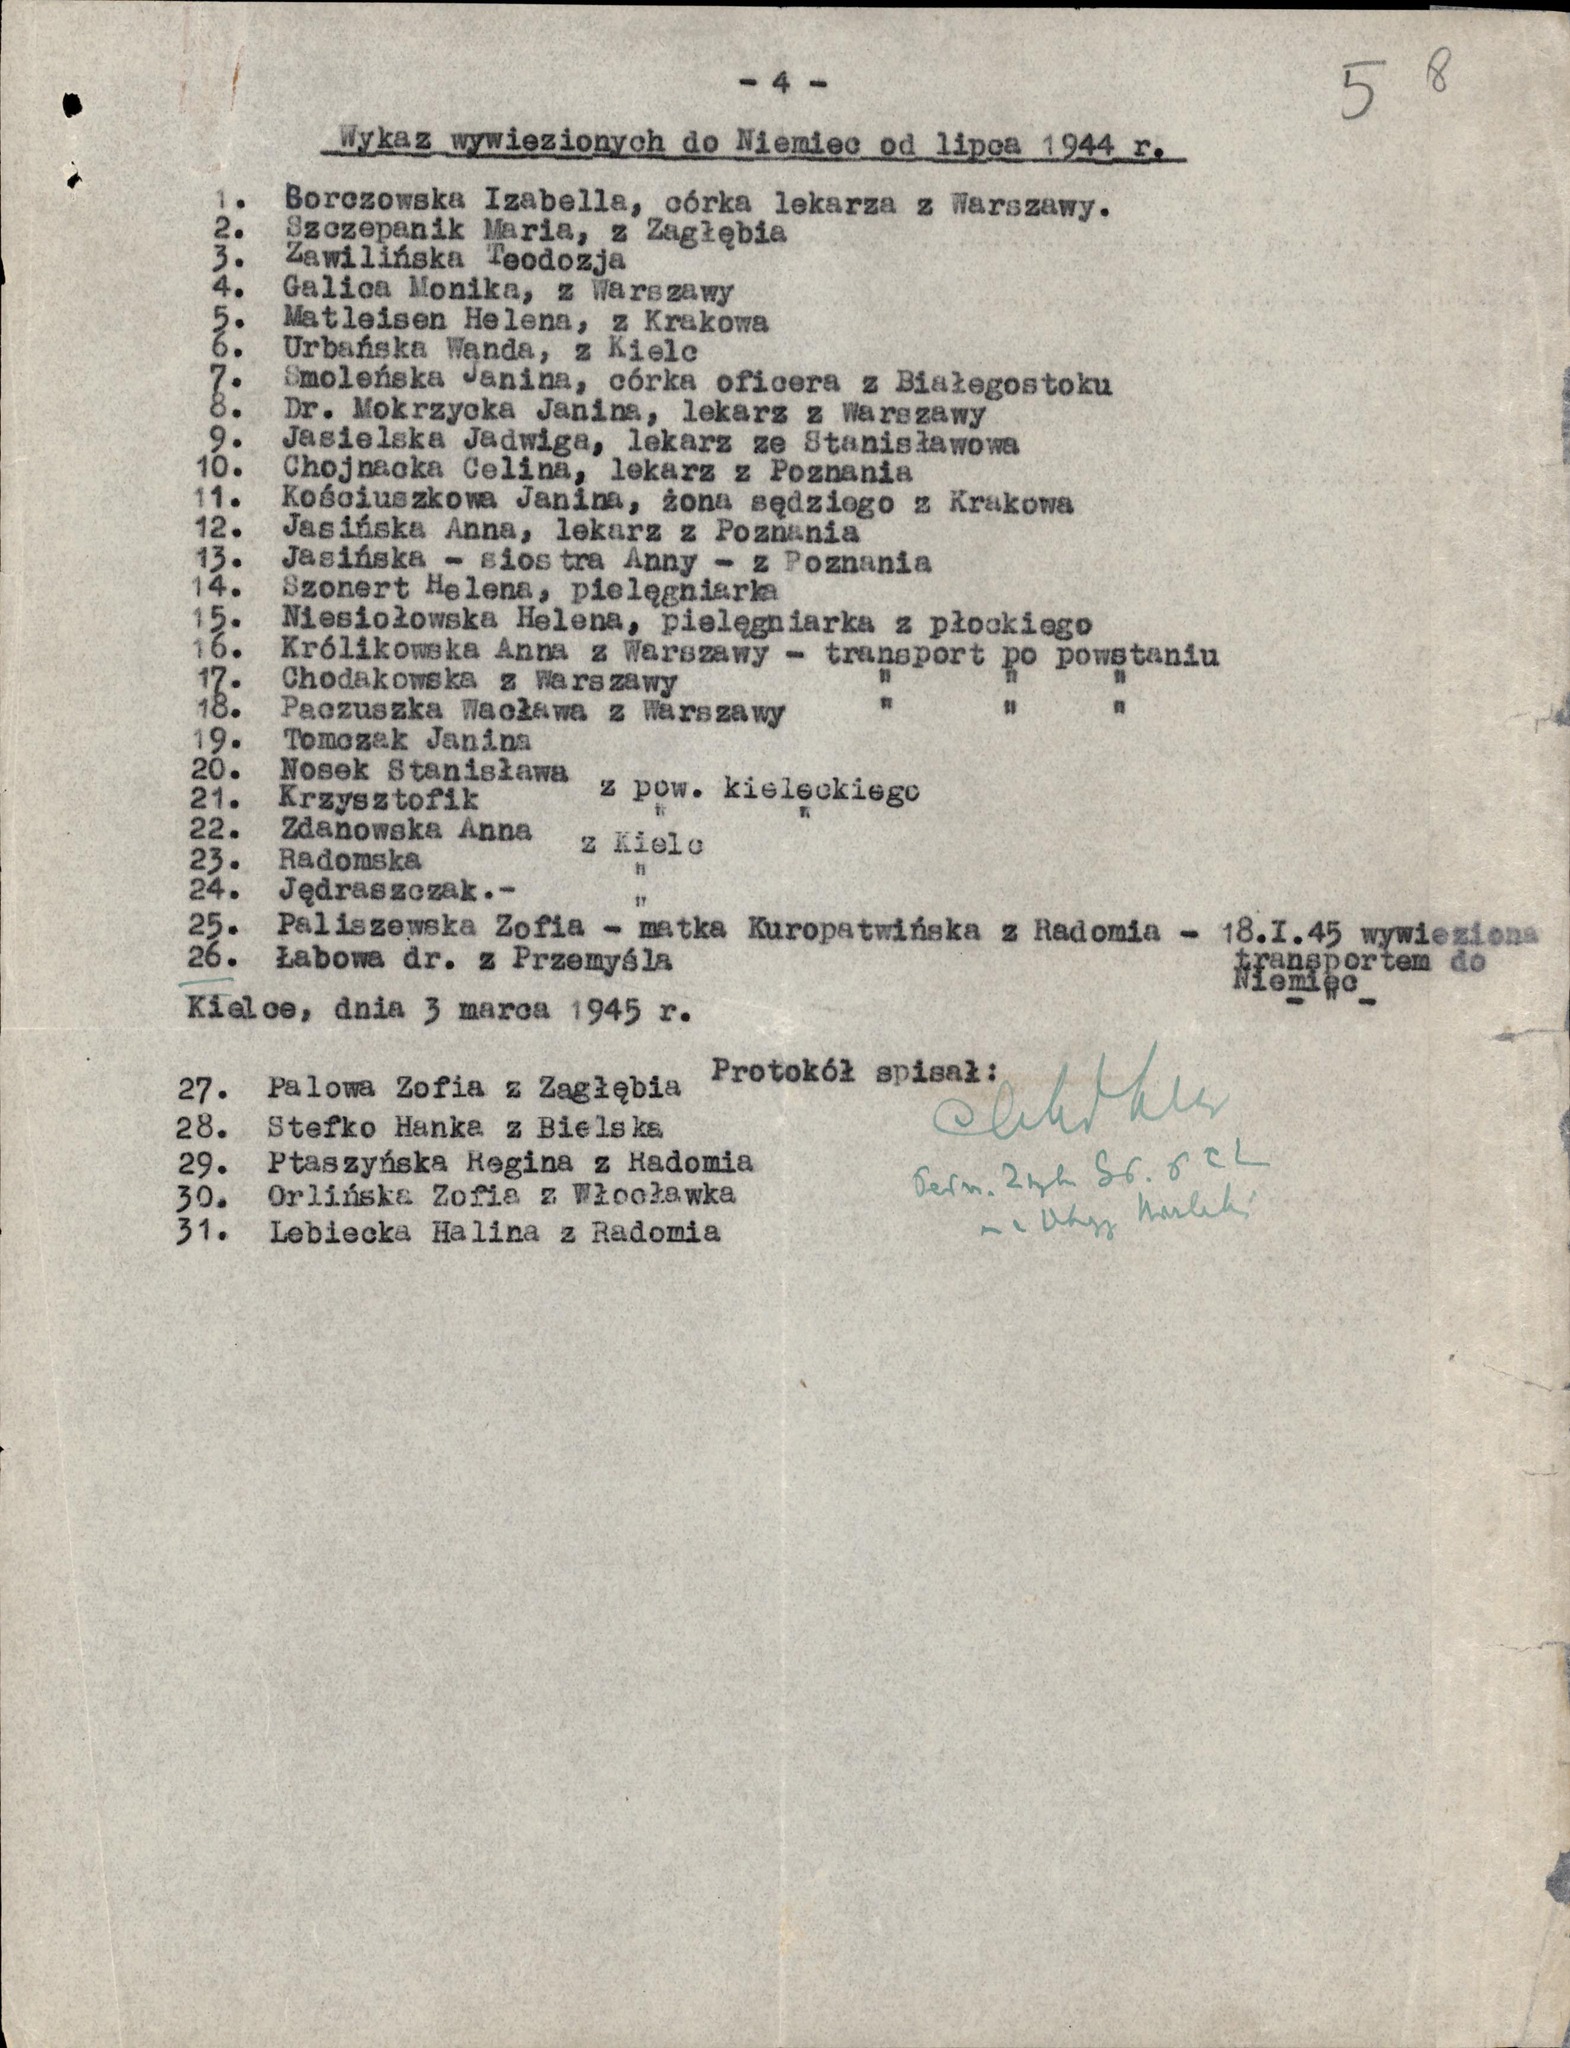 - 4 -
5 8
Wykaz wywiezionych do Niemiec od lipca 1944 r.
1. Borczowska Izabella, córka lekarza z Warszawy.
2. Szczepanik Maria, z Zagłębia
3. Zawilińska Teodozja
4. Galica Monika, z Warszawy
5. Matleisen Helena, z Krakowa
6. Urbańska Wanda, z Kielc
7. Smoleńska Janina, córka oficera z Białegostoku
8. Dr. Mokrzycka Janina, lekarz z Warszawy
9. Jasielska Jadwiga, lekarz ze Stanisławowa
10. Chojnacka Celina, lekarz z Poznania
11. Kościuszkowa Janina, żona sędziego z Krakowa
12. Jasińska Anna, lekarz z Poznania
13. Jasińska - siostra Anny - z Poznania
14. Szonert Helena, pielęgniarka
15. Niesiołowska Helena, pielęgniarka z płockiego
16. Królikowska Anna z Warszawy - transport po powstaniu
17. Chodakowska z Warszawy " " "
18. Paczuszka Wacława z Warszawy " " "
19. Tomczak Janina
20. Nosek Stanisława z pow. kieleckiego
21. Krzysztofik " "
22. Zdanowska Anna z Kielc
23. Radomska "
24. Jędraszczak.- "
25. Paliszewska Zofia - matka Kuropatwińska z Radomia - 18.I.45 wywieziona
transportem do
Niemiec
26. Łabowa dr. z Przemyśla
- " -
Kielce, dnia 3 marca 1945 r.
Protokół spisał:
27. Palowa Zofia z Zagłębia
28. Stefko Hanka z Bielska
29. Ptaszyńska Regina z Radomia
30. Orlińska Zofia z Włocławka
31. Lebiecka Halina z Radomia